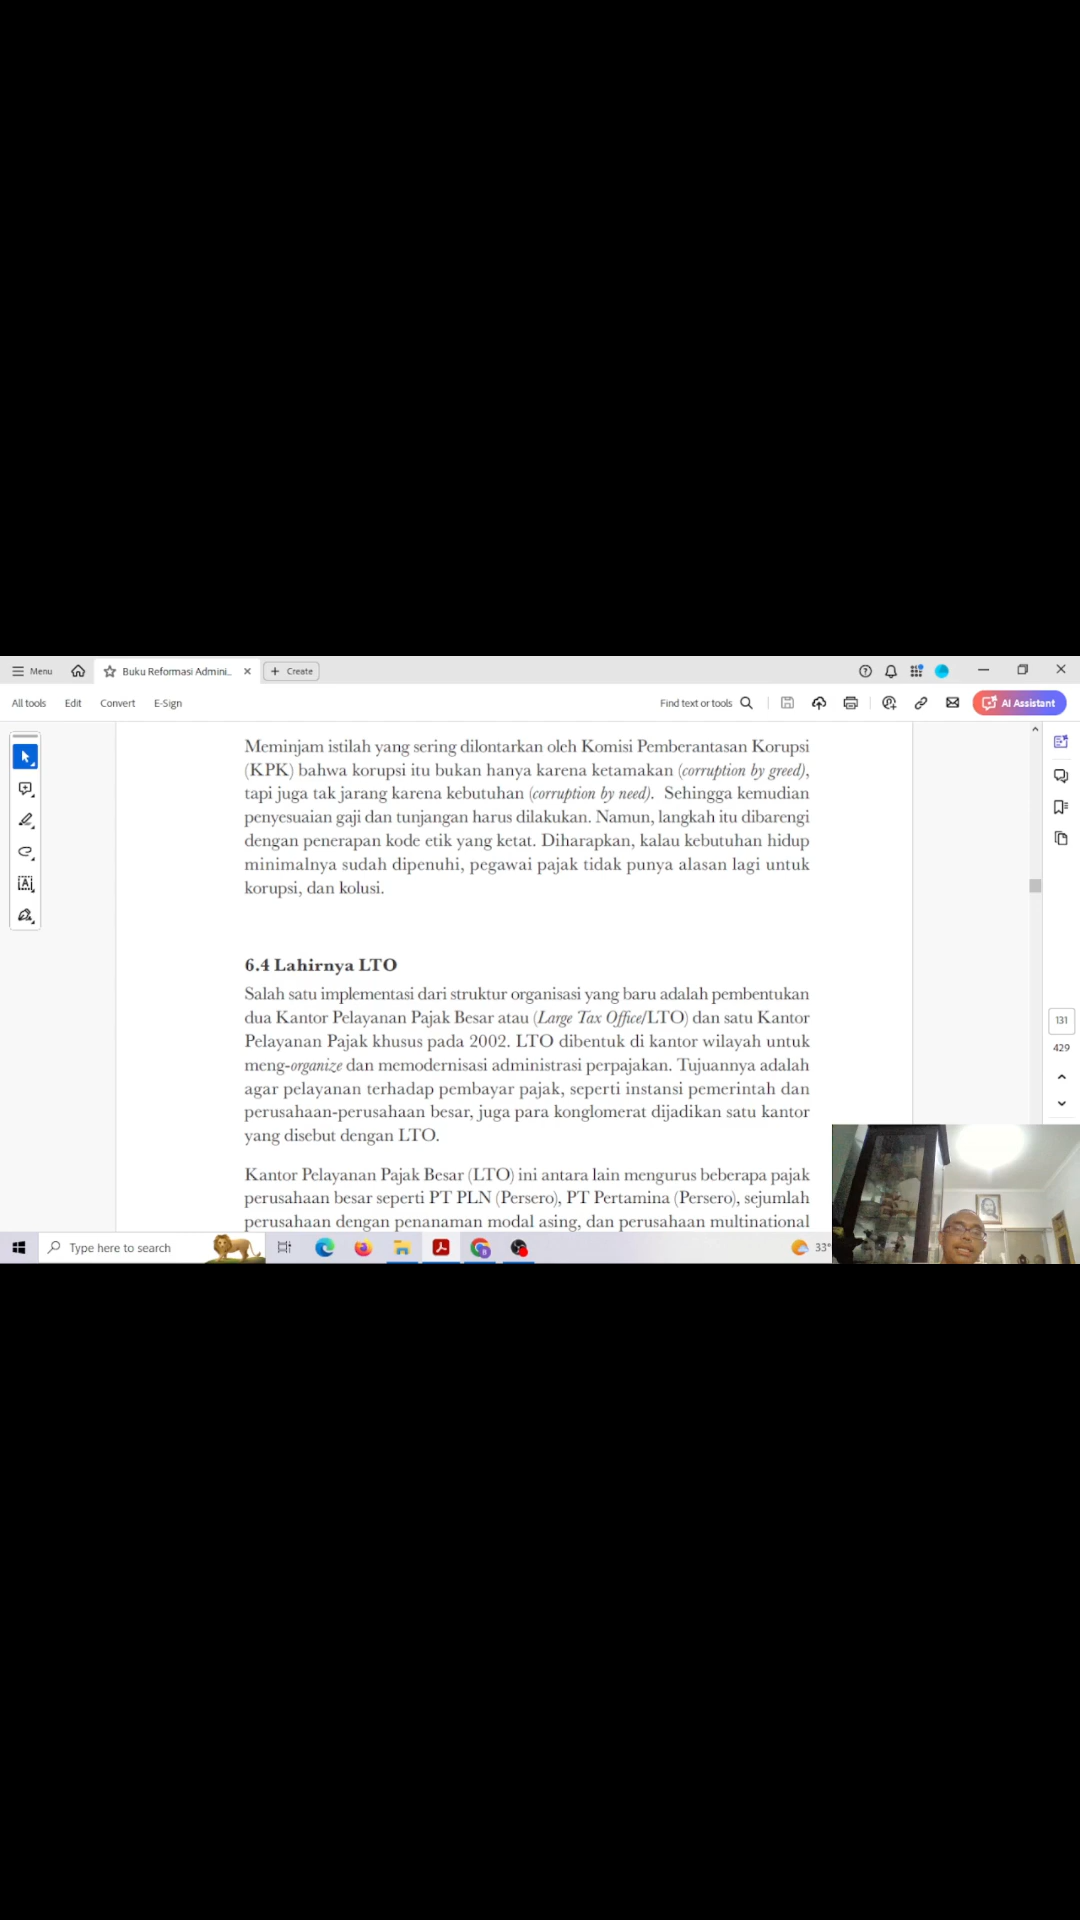 Menu
Buku Reformasi Admini...
Create
All tools
Edit
Convert
E-Sign
Find text or tools
AI Assistant
Meminjam istilah yang sering dilontarkan oleh Komisi Pemberantasan Korupsi
(KPK) bahwa korupsi itu bukan hanya karena ketamakan (corruption by greed),
tapi juga tak jarang karena kebutuhan (corruption by need). Sehingga kemudian
penyesuaian gaji dan tunjangan harus dilakukan. Namun, langkah itu dibarengi
dengan penerapan kode etik yang ketat. Diharapkan, kalau kebutuhan hidup
minimalnya sudah dipenuhi, pegawai pajak tidak punya alasan lagi untuk
korupsi, dan kolusi.
6.4 Lahirnya LTO
Salah satu implementasi dari struktur organisasi yang baru adalah pembentukan
dua Kantor Pelayanan Pajak Besar atau (Large Tax Office/LTO) dan satu Kantor
Pelayanan Pajak khusus pada 2002. LTO dibentuk di kantor wilayah untuk
meng-organize dan memodernisasi administrasi perpajakan. Tujuannya adalah
agar pelayanan terhadap pembayar pajak, seperti instansi pemerintah dan
perusahaan-perusahaan besar, juga para konglomerat dijadikan satu kantor
yang disebut dengan LTO.
Kantor Pelayanan Pajak Besar (LTO) ini antara lain mengurus beberapa pajak
perusahaan besar seperti PT PLN (Persero), PT Pertamina (Persero), sejumlah
perusahaan dengan penanaman modal asing, dan perusahaan multinational
131
429
Type here to search
33°